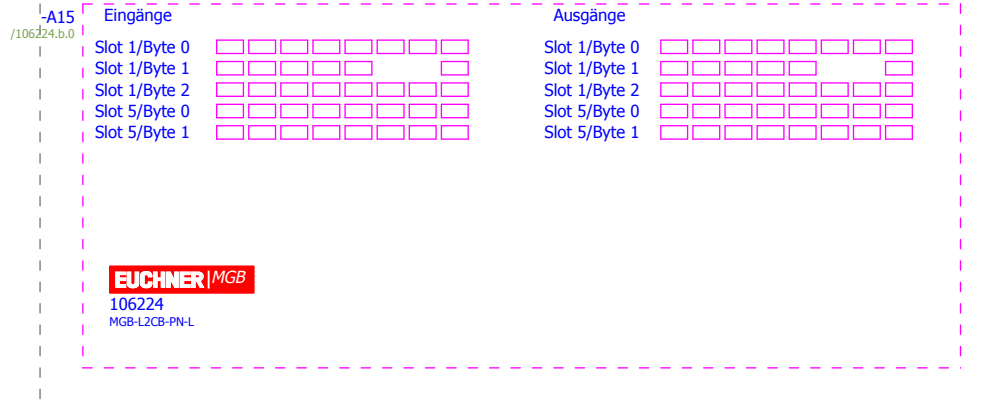 -A15
/106224.b.0
Eingänge
Slot 1/Byte 0
Slot 1/Byte 1
Slot 1/Byte 2
Slot 5/Byte 0
Slot 5/Byte 1
Ausgänge
Slot 1/Byte 0
Slot 1/Byte 1
Slot 1/Byte 2
Slot 5/Byte 0
Slot 5/Byte 1
EUCHNER|MGB
106224
MGB-L2CB-PN-L